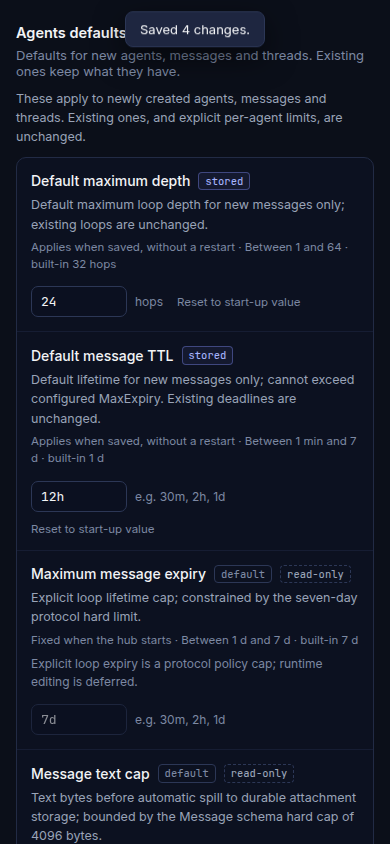 Saved 4 changes.
Agents defaults
Defaults for new agents, messages and threads. Existing
ones keep what they have.
These apply to newly created agents, messages and
threads. Existing ones, and explicit per-agent limits, are
unchanged.
Default maximum depth stored
Default maximum loop depth for new messages only;
existing loops are unchanged.
Applies when saved, without a restart · Between 1 and 64 ·
built-in 32 hops
24 hops Reset to start-up value
Default message TTL stored
Default lifetime for new messages only; cannot exceed
configured MaxExpiry. Existing deadlines are
unchanged.
Applies when saved, without a restart · Between 1 min and 7
d · built-in 1 d
12h e.g. 30m, 2h, 1d
Reset to start-up value
Maximum message expiry default read-only
Explicit loop lifetime cap; constrained by the seven-day
protocol hard limit.
Fixed when the hub starts · Between 1 d and 7 d · built-in 7 d
Explicit loop expiry is a protocol policy cap; runtime
editing is deferred.
7d e.g. 30m, 2h, 1d
Message text cap default read-only
Text bytes before automatic spill to durable attachment
storage; bounded by the Message schema hard cap of
4096 bytes.